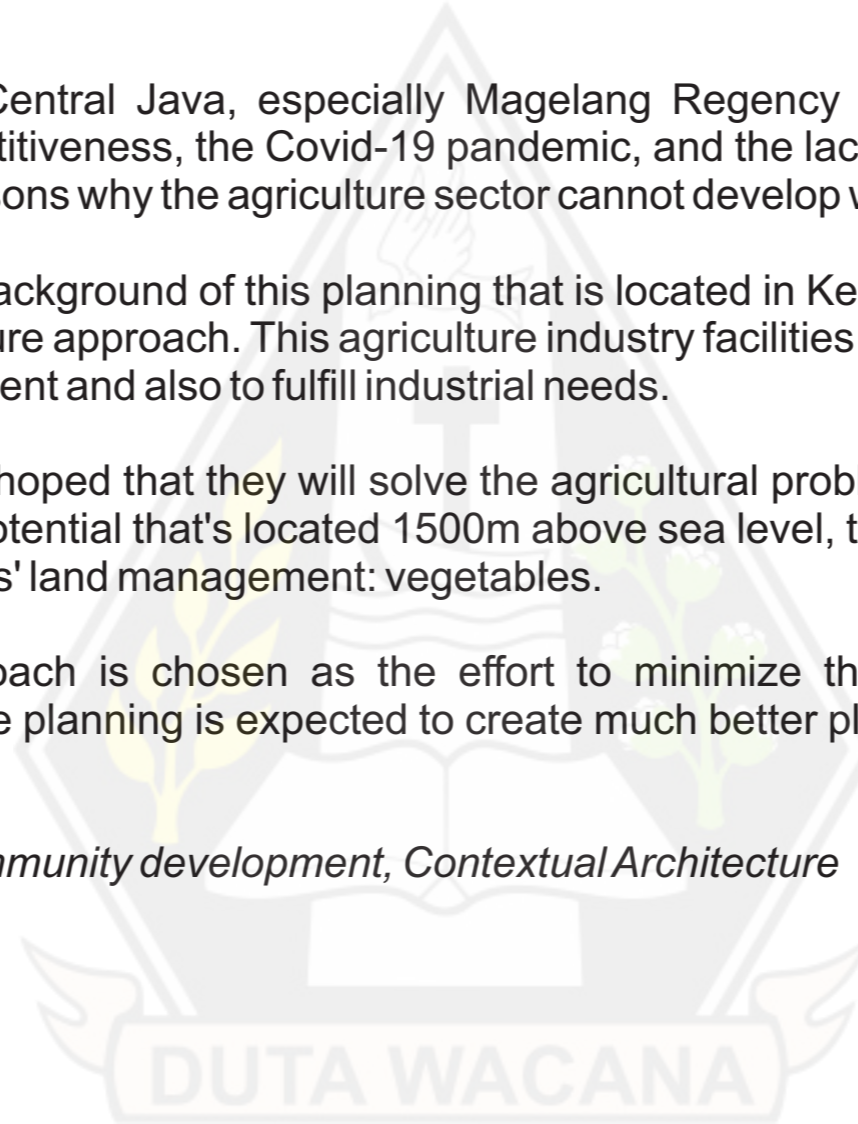 Central Java, especially Magelang Regency
titiveness, the Covid-19 pandemic, and the lac
sons why the agriculture sector cannot develop
ackground of this planning that is located in Ke
ure approach. This agriculture industry facilities
ent and also to fulfill industrial needs.
hoped that they will solve the agricultural prob
otential that's located 1500m above sea level, t
s' land management: vegetables.
oach is chosen as the effort to minimize th
e planning is expected to create much better pl
mmunity development, Contextual Architecture
DUTA WACANA